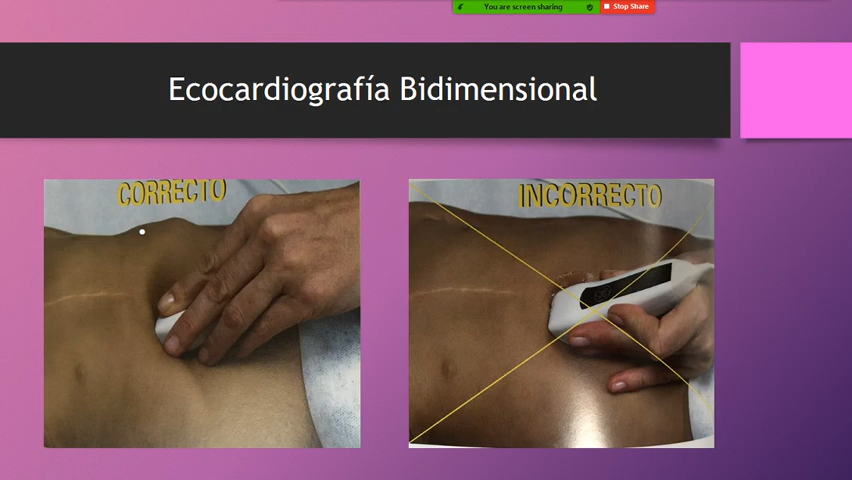 You are screen sharing
Stop Share
Ecocardiografía Bidimensional
CORRECTO
INCORRECTO